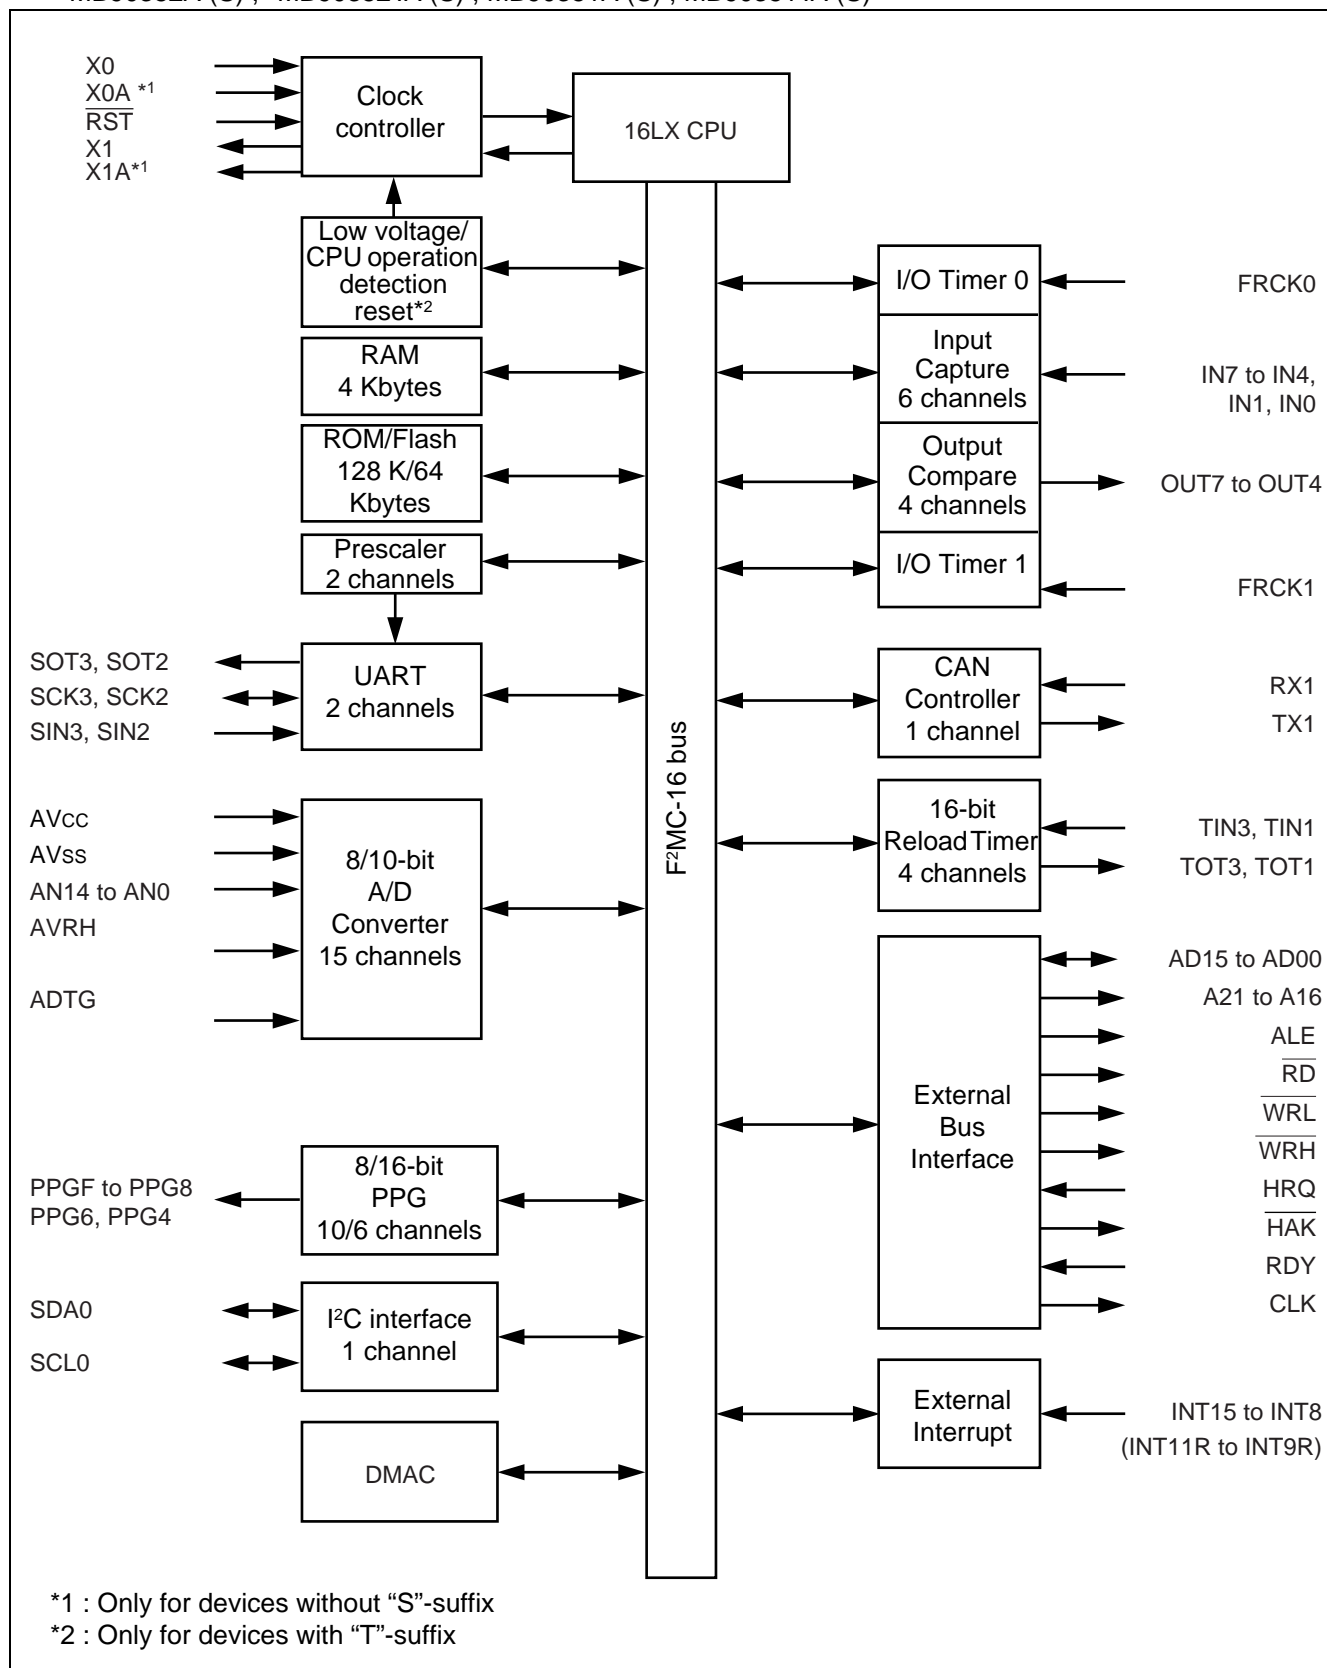 X0
X0A *1
RST
X1
X1A*1
Clock
controller
16LX CPU
Low voltage/
CPU operation
detection
reset*2
RAM
4 Kbytes
ROM/Flash
128 K/64
Kbytes
Prescaler
2 channels
SOT3, SOT2
SCK3, SCK2
SIN3, SIN2
UART
2 channels
AVCC
AVSS
AN14 to AN0
AVRH
ADTG
8/10-bit
A/D
Converter
15 channels
PPGF to PPG8
PPG6, PPG4
8/16-bit
PPG
10/6 channels
SDA0
SCL0
I2C interface
1 channel
DMAC
F2MC-16 bus
I/O Timer 0
FRCK0
Input
Capture
6 channels
IN7 to IN4,
IN1, IN0
Output
Compare
4 channels
OUT7 to OUT4
I/O Timer 1
FRCK1
CAN
Controller
1 channel
RX1
TX1
16-bit
Reload Timer
4 channels
TIN3, TIN1
TOT3, TOT1
External
Bus
Interface
AD15 to AD00
A21 to A16
ALE
RD
WRL
WRH
HRQ
HAK
RDY
CLK
External
Interrupt
INT15 to INT8
(INT11R to INT9R)
*1 : Only for devices without “S”-suffix
*2 : Only for devices with “T”-suffix